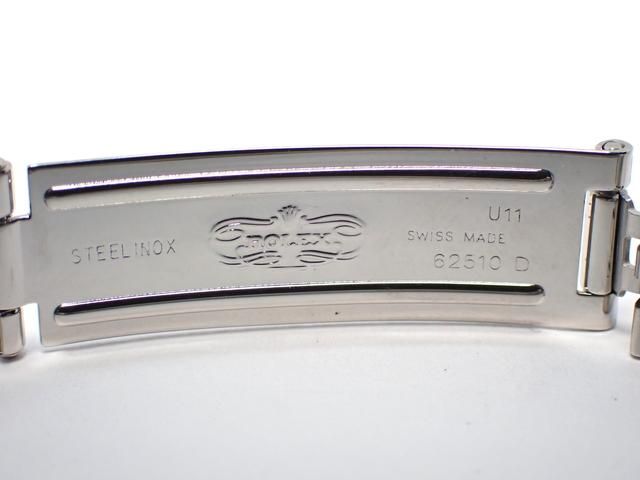 STEELINOX
ROLEX
U11
SWISS MADE
62510 D